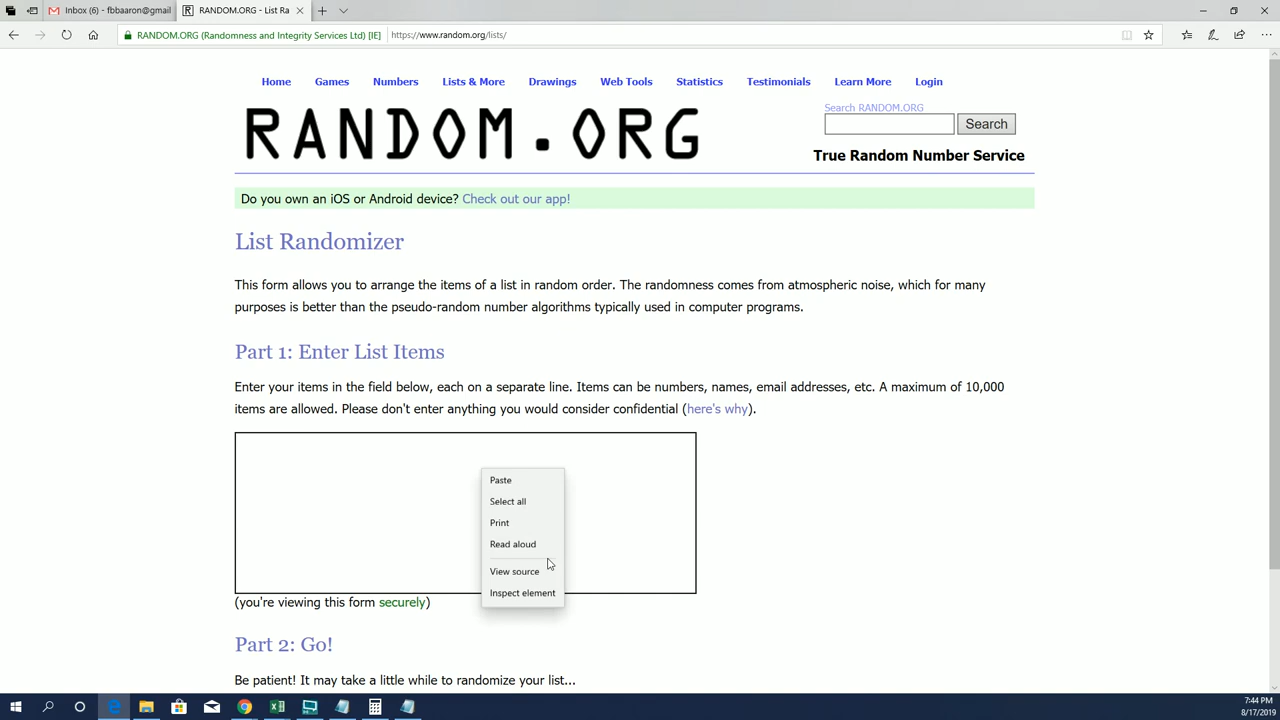 Inbox (6) - fbbaaron@gmail
RANDOM.ORG - List Ra
RANDOM.ORG (Randomness and Integrity Services Ltd) [IE]
https://www.random.org/lists/
Home Games Numbers Lists & More Drawings Web Tools Statistics Testimonials Learn More Login
RANDOM.ORG
Search RANDOM.ORG
Search
True Random Number Service
Do you own an iOS or Android device? Check out our app!
List Randomizer
This form allows you to arrange the items of a list in random order. The randomness comes from atmospheric noise, which for many
purposes is better than the pseudo-random number algorithms typically used in computer programs.
Part 1: Enter List Items
Enter your items in the field below, each on a separate line. Items can be numbers, names, email addresses, etc. A maximum of 10,000
items are allowed. Please don't enter anything you would consider confidential (here's why).
Paste
Select all
Print
Read aloud
View source
Inspect element
(you're viewing this form securely)
Part 2: Go!
Be patient! It may take a little while to randomize your list...
7:44 PM
8/17/2019